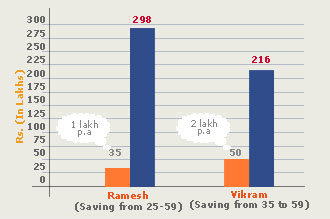 Rs. (In Lakhs)
300
275
250
225
200
175
150
125
100
75
50
25
0
298
216
1 lakh
p.a
2 lakh
p.a
35
50
Ramesh
(Saving from 25-59)
Vikram
(Saving from 35 to 59)